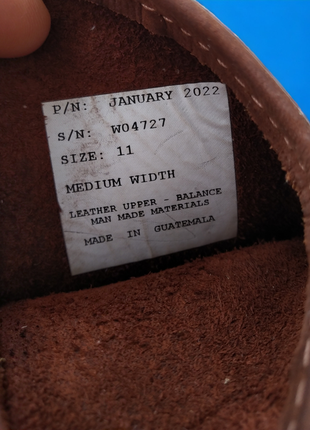 P/N: JANUARY 2022
S/N: W04727
SIZE: 11
MEDIUM WIDTH
LEATHER UPPER - BALANCE
MAN MADE MATERIALS
MADE IN GUATEMALA